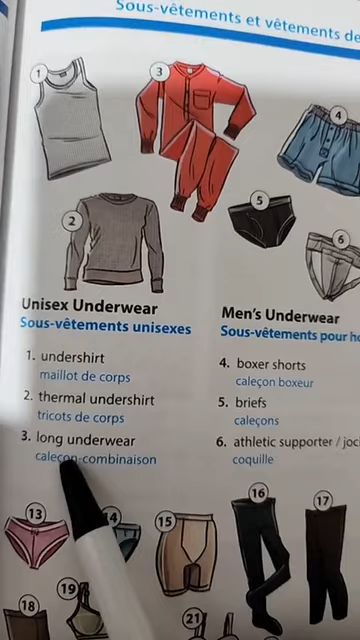 Sous-vêtements et vêtements de
1
3
4
2
5
6
Unisex Underwear
Sous-vêtements unisexes
1. undershirt
maillot de corps
2. thermal undershirt
tricots de corps
3. long underwear
caleçon-combinaison
Men's Underwear
Sous-vêtements pour ho
4. boxer shorts
caleçon boxeur
5. briefs
caleçons
6. athletic supporter / joc
coquille
13
15
16
17
18
19
21